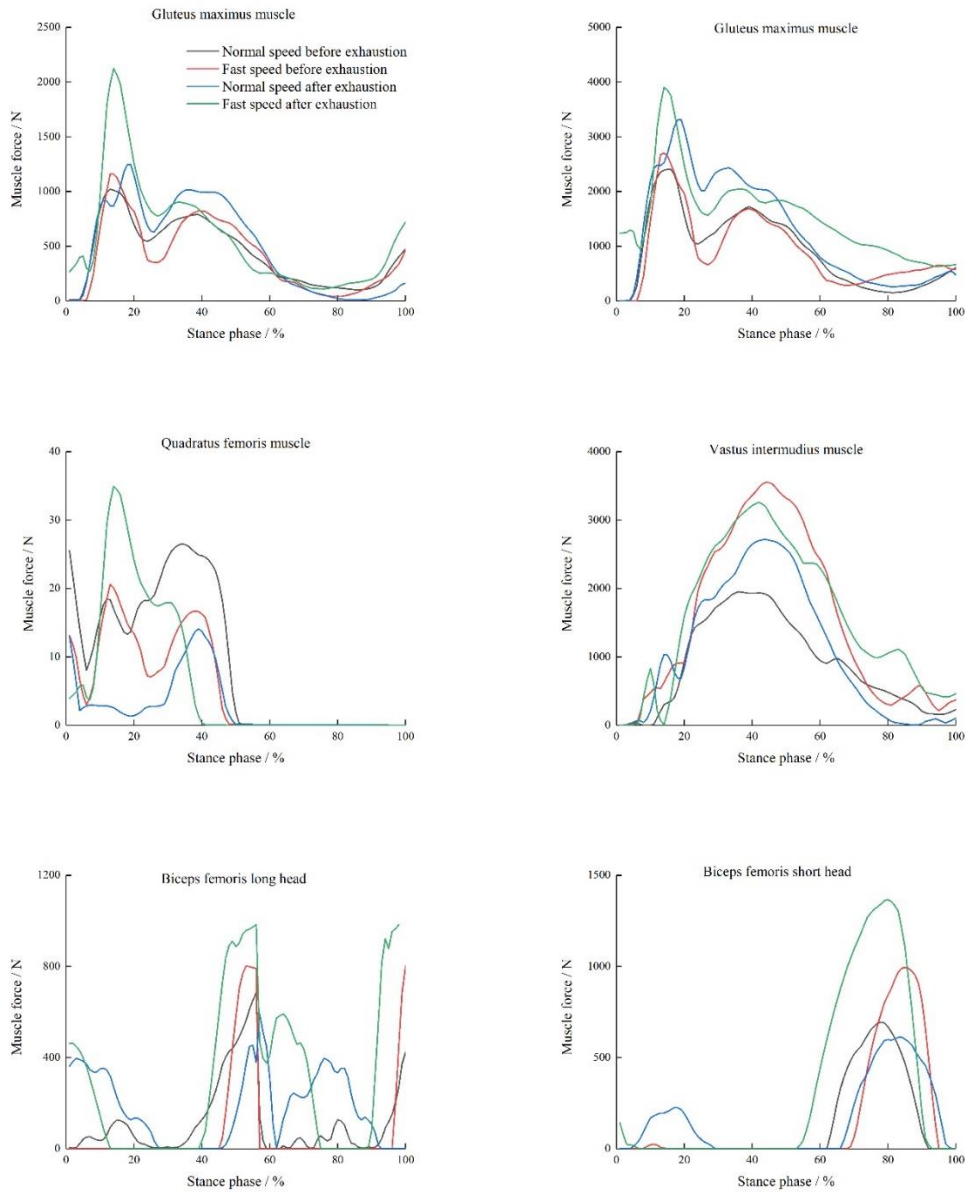 Gluteus maximus muscle
2500
2000
1500
1000
500
0
Muscle force / N
Normal speed before exhaustion
Fast speed before exhaustion
Normal speed after exhaustion
Fast speed after exhaustion
0 20 40 60 80 100
Stance phase / %
Gluteus maximus muscle
5000
4000
3000
2000
1000
0
Muscle force / N
0 20 40 60 80 100
Stance phase / %
Quadratus femoris muscle
40
30
20
10
0
Muscle force / N
0 20 40 60 80 100
Stance phase / %
Vastus intermudius muscle
4000
3000
2000
1000
0
Muscle force / N
0 20 40 60 80 100
Stance phase / %
Biceps femoris long head
1200
800
400
0
Muscle force / N
0 20 40 60 80 100
Stance phase / %
Biceps femoris short head
1500
1000
500
0
Muscle force / N
0 20 40 60 80 100
Stance phase / %